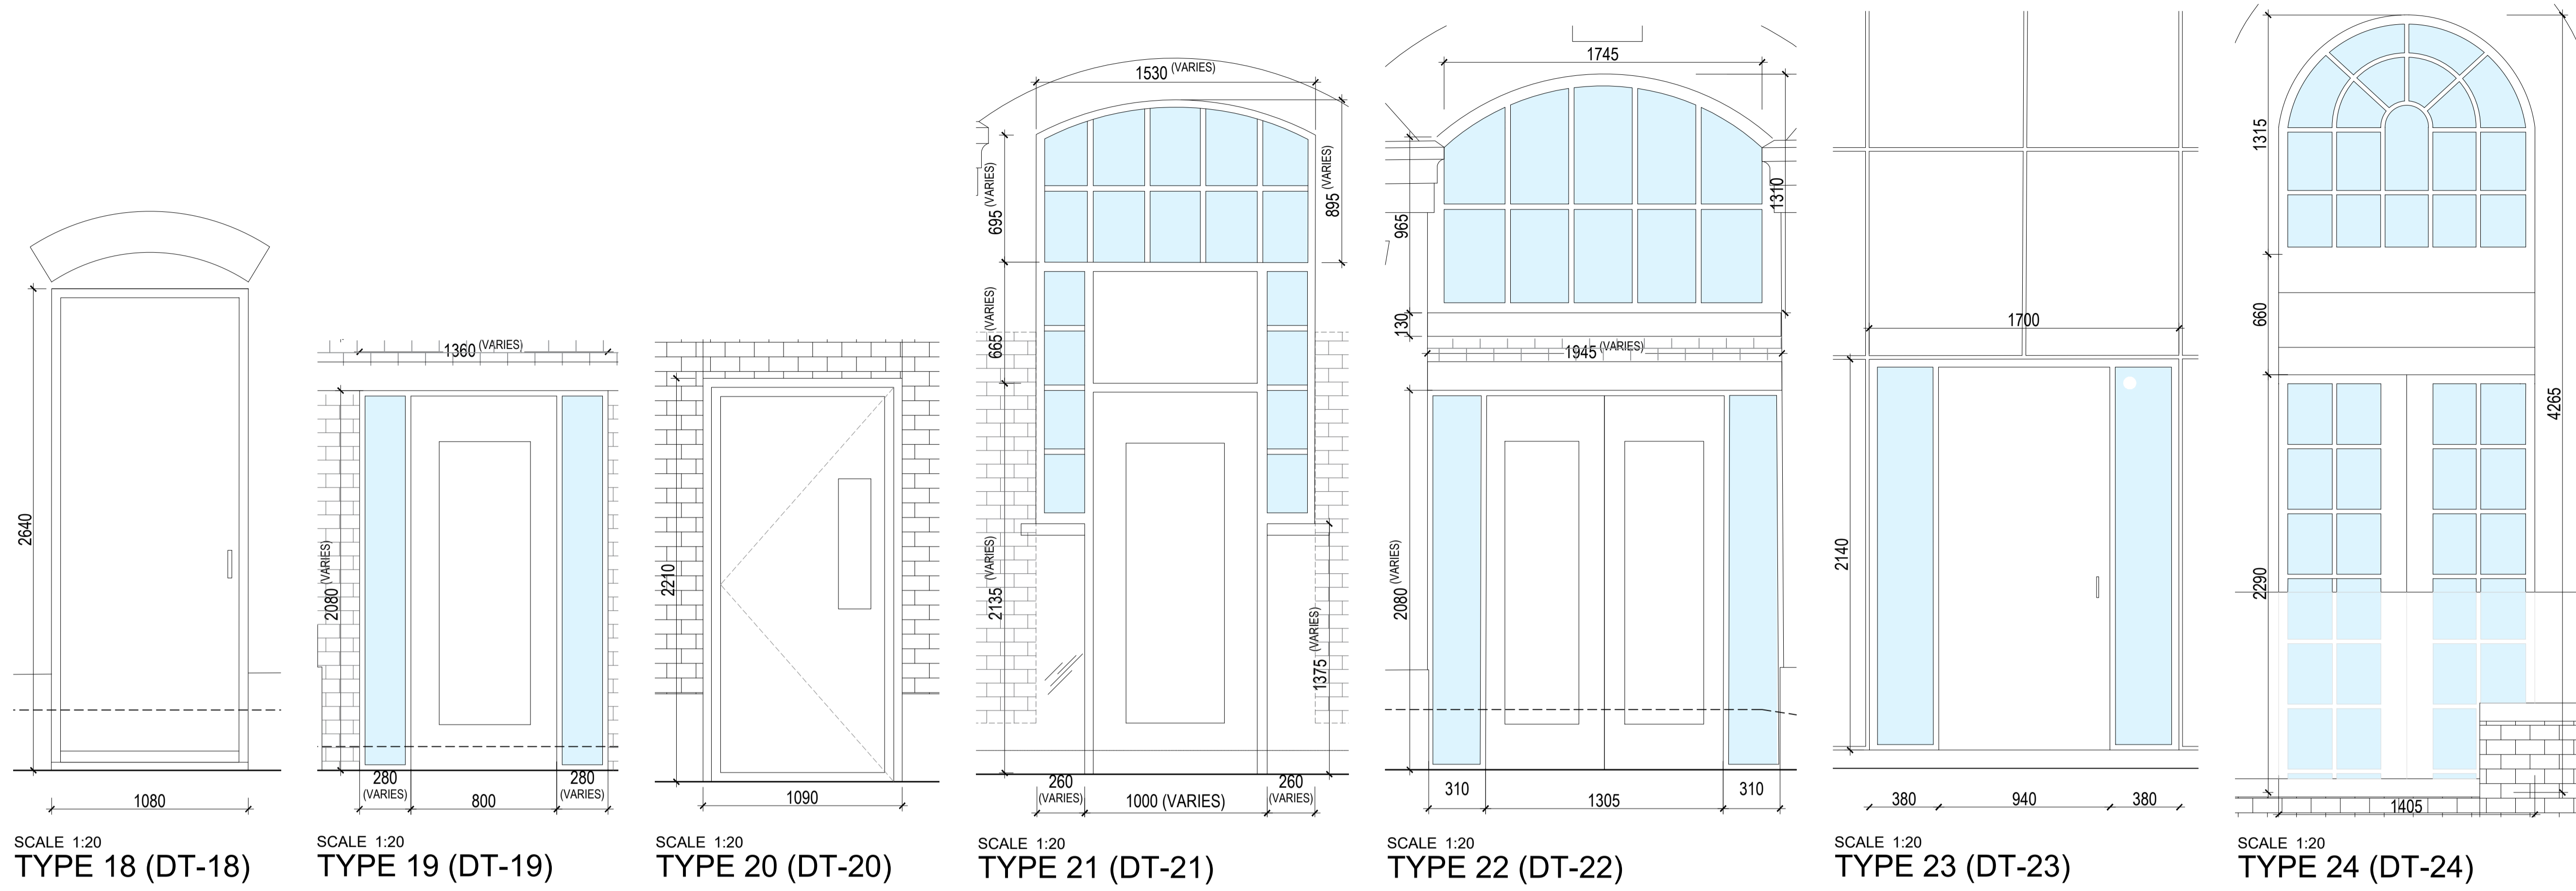 2640
1080
SCALE 1:20
TYPE 18 (DT-18)
1360 (VARIES)
2080 (VARIES)
280
(VARIES)
800
280
(VARIES)
SCALE 1:20
TYPE 19 (DT-19)
2210
1090
SCALE 1:20
TYPE 20 (DT-20)
1530 (VARIES)
695 (VARIES)
895 (VARIES)
665 (VARIES)
2135 (VARIES)
1375 (VARIES)
260
(VARIES)
1000 (VARIES)
260
(VARIES)
SCALE 1:20
TYPE 21 (DT-21)
1745
965
1310
130
1945 (VARIES)
2080 (VARIES)
310
1305
310
SCALE 1:20
TYPE 22 (DT-22)
1700
2140
380
940
380
SCALE 1:20
TYPE 23 (DT-23)
1315
660
4265
2290
1405
SCALE 1:20
TYPE 24 (DT-24)